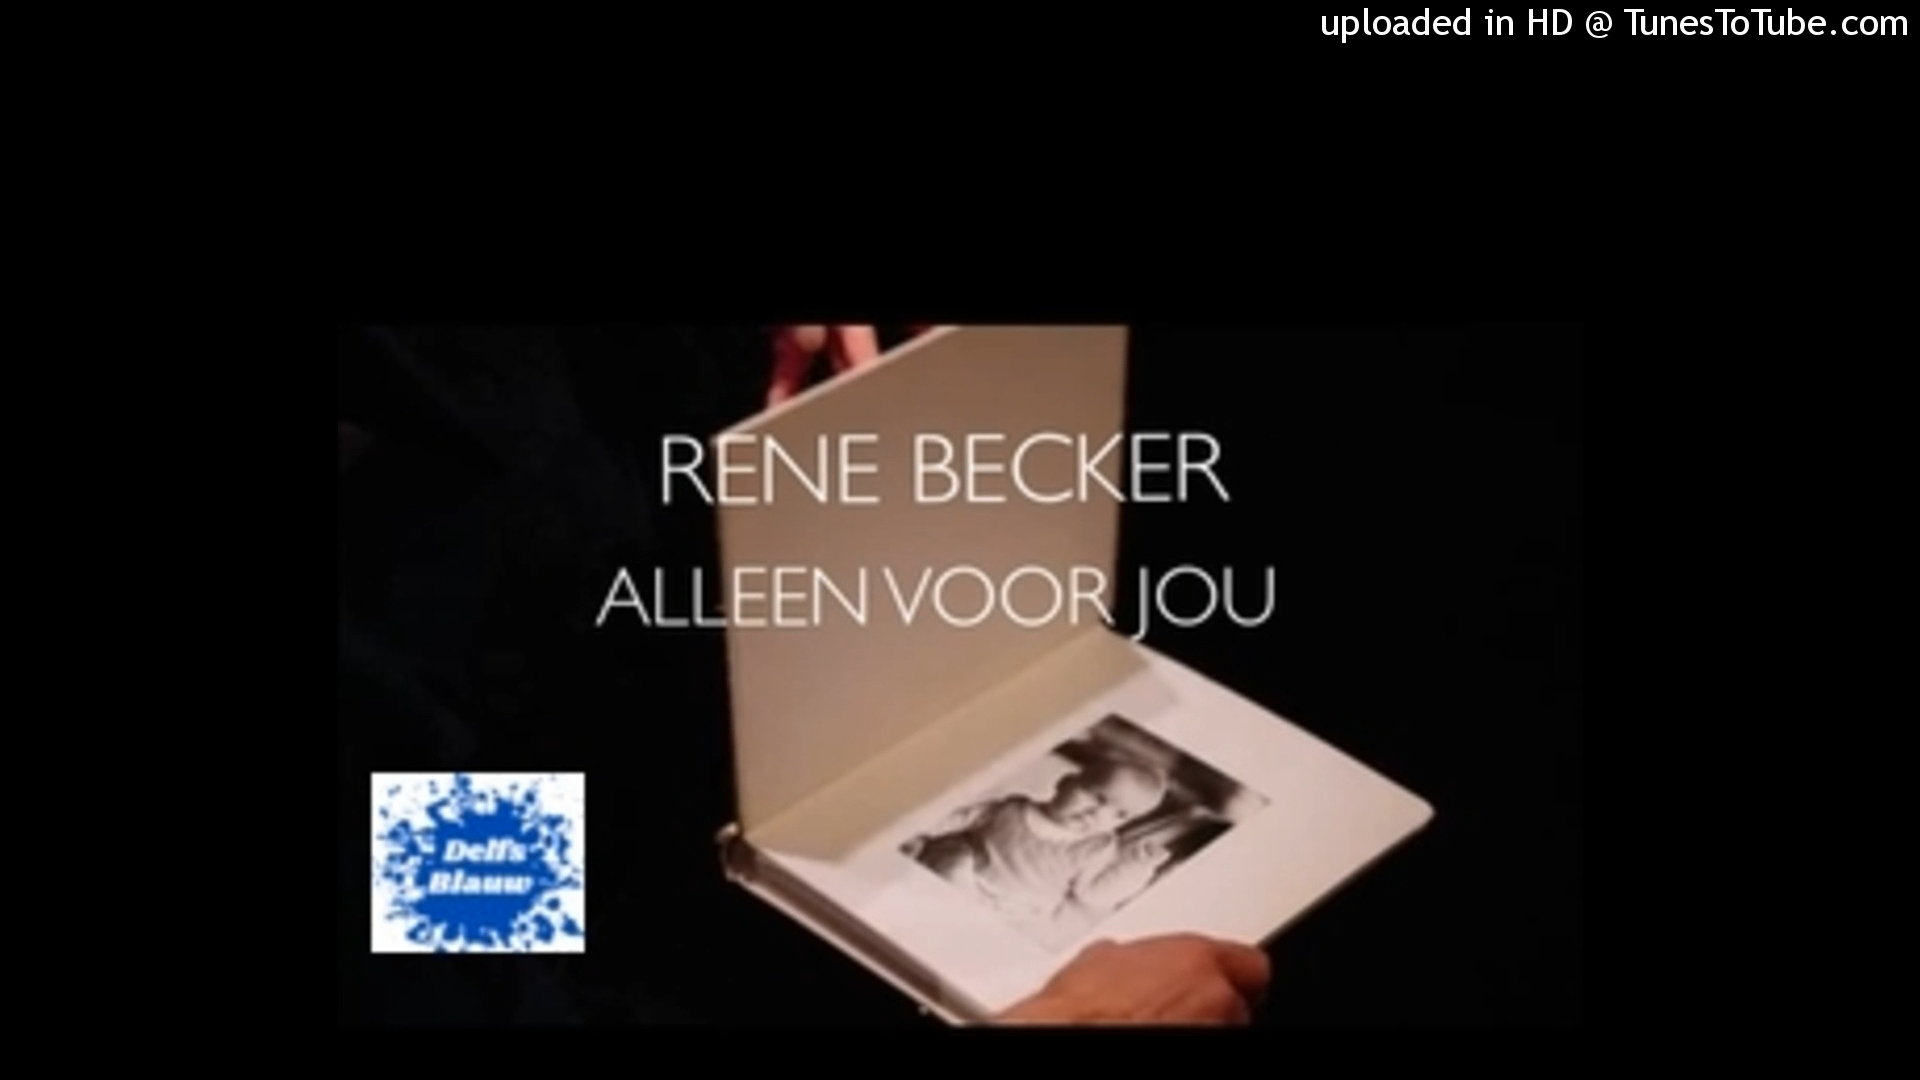 uploaded in HD @ TunesToTube.com
RENE BECKER
ALLEEN VOOR JOU
Delfs
Blauw